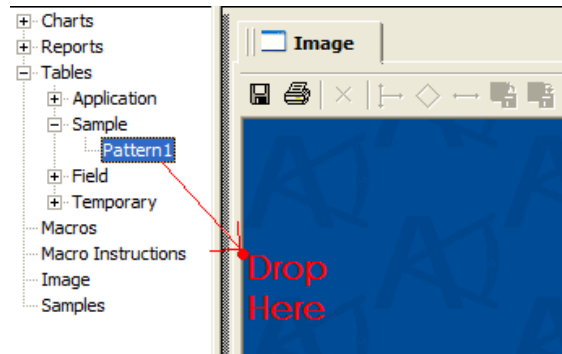 Charts
Reports
Tables
Application
Sample
Pattern1
Field
Temporary
Macros
Macro Instructions
Image
Samples
Image
Drop
Here